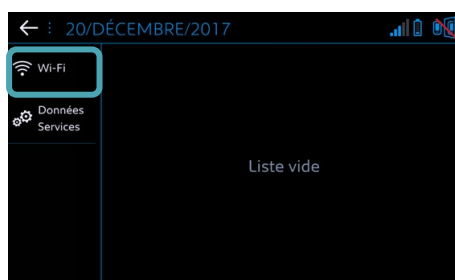 20/DÉCEMBRE/2017
Wi-Fi
Données
Services
Liste vide